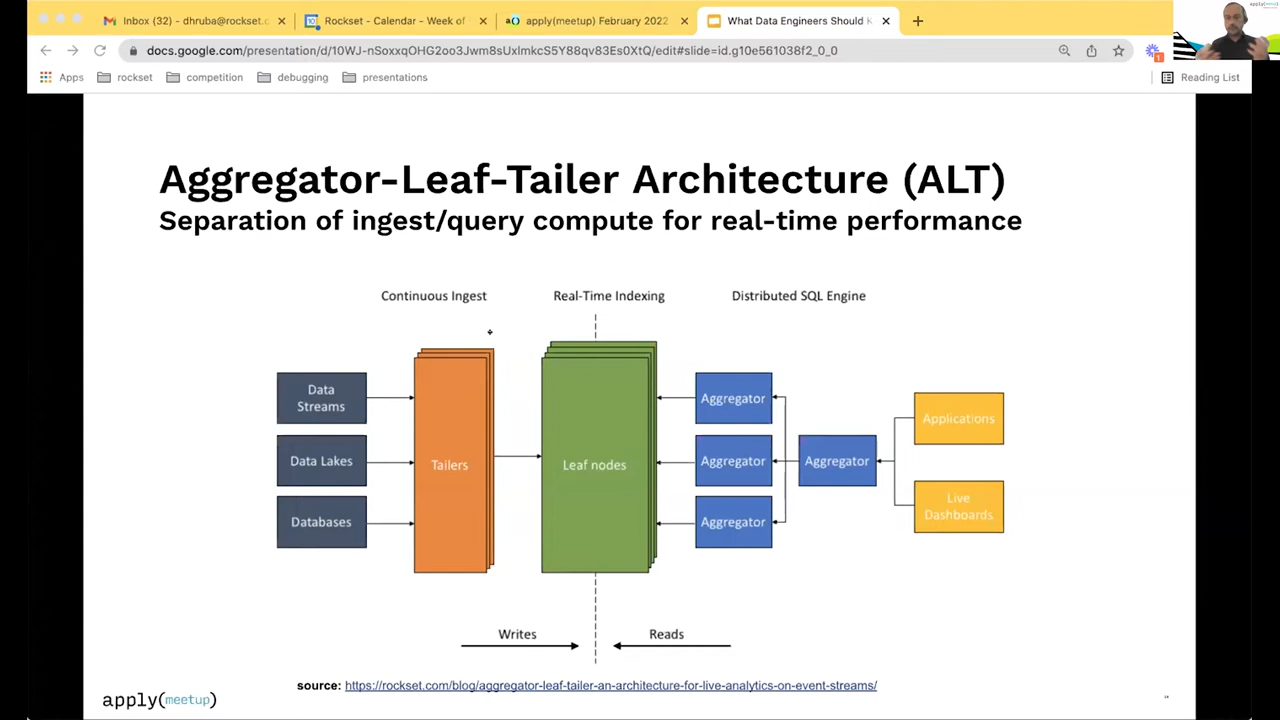 Inbox (32) - dhruba@rockset.c
Rockset - Calendar - Week of
apply(meetup) February 2022
What Data Engineers Should K
docs.google.com/presentation/d/10WJ-nSoxxqOHG2oo3Jwm8sUxImkcS5Y88qv83Es0XtQ/edit#slide=id.g10e561038f2_0_0
Apps
rockset
competition
debugging
presentations
Reading List
Aggregator-Leaf-Tailer Architecture (ALT)
Separation of ingest/query compute for real-time performance
Continuous Ingest
Real-Time Indexing
Distributed SQL Engine
Data
Streams
Data Lakes
Databases
Tailers
Leaf nodes
Aggregator
Aggregator
Aggregator
Aggregator
Applications
Live
Dashboards
Writes
Reads
source: https://rockset.com/blog/aggregator-leaf-tailer-an-architecture-for-live-analytics-on-event-streams/
apply(meetup)